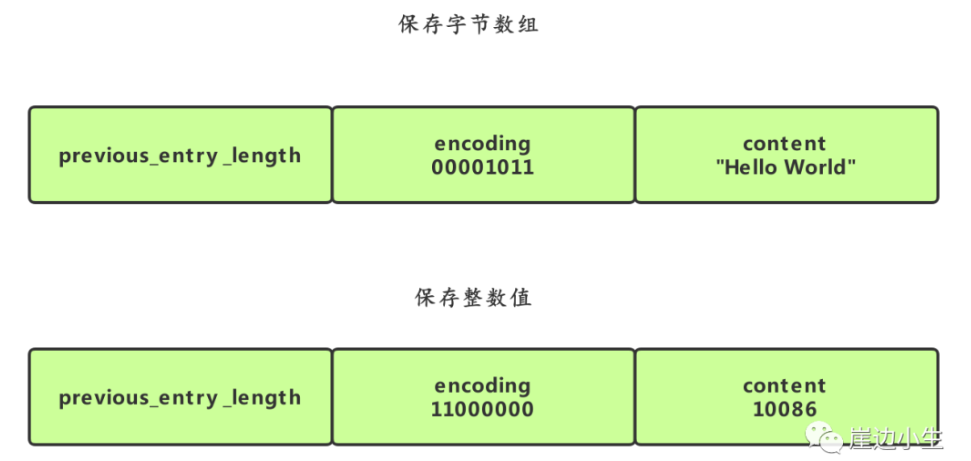 保存字节数组
previous_entry_length
encoding
00001011
content
"Hello World"
保存整数值
previous_entry_length
encoding
11000000
content
10086
崖边小生